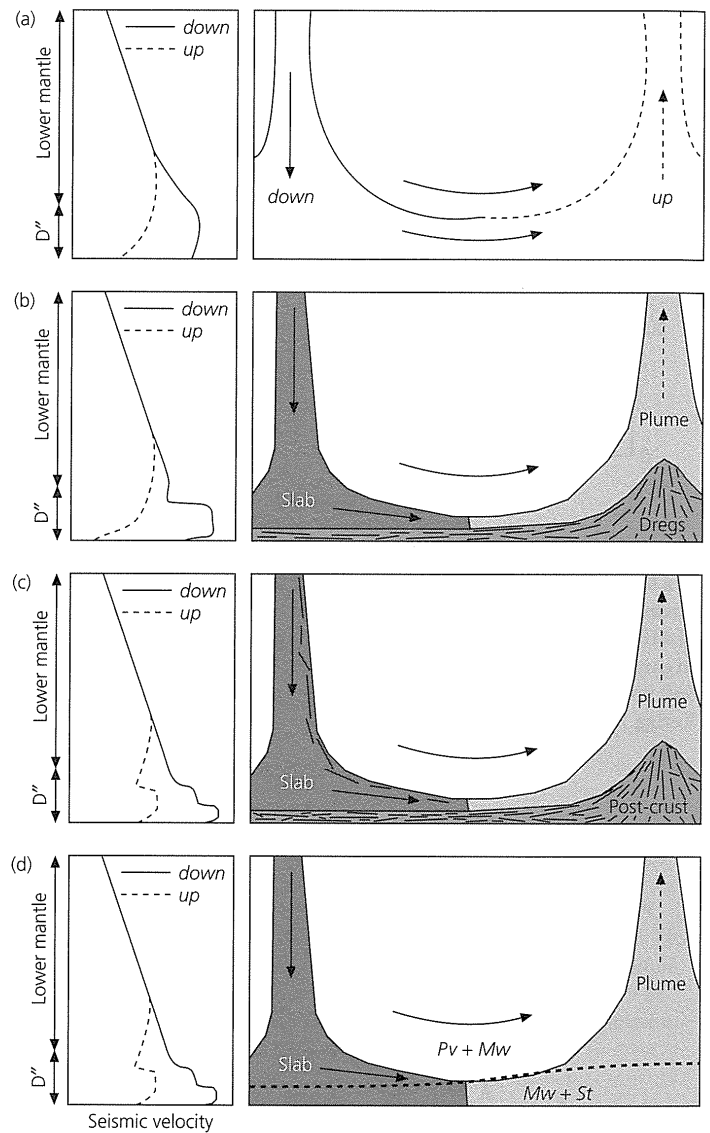 (a)
down
up
Lower mantle
D″
down
up
(b)
down
up
Lower mantle
D″
Slab
Plume
Dregs
(c)
down
up
Lower mantle
D″
Slab
Plume
Post-crust
(d)
down
up
Lower mantle
D″
Slab
Pv + Mw
Plume
Mw + St
Seismic velocity